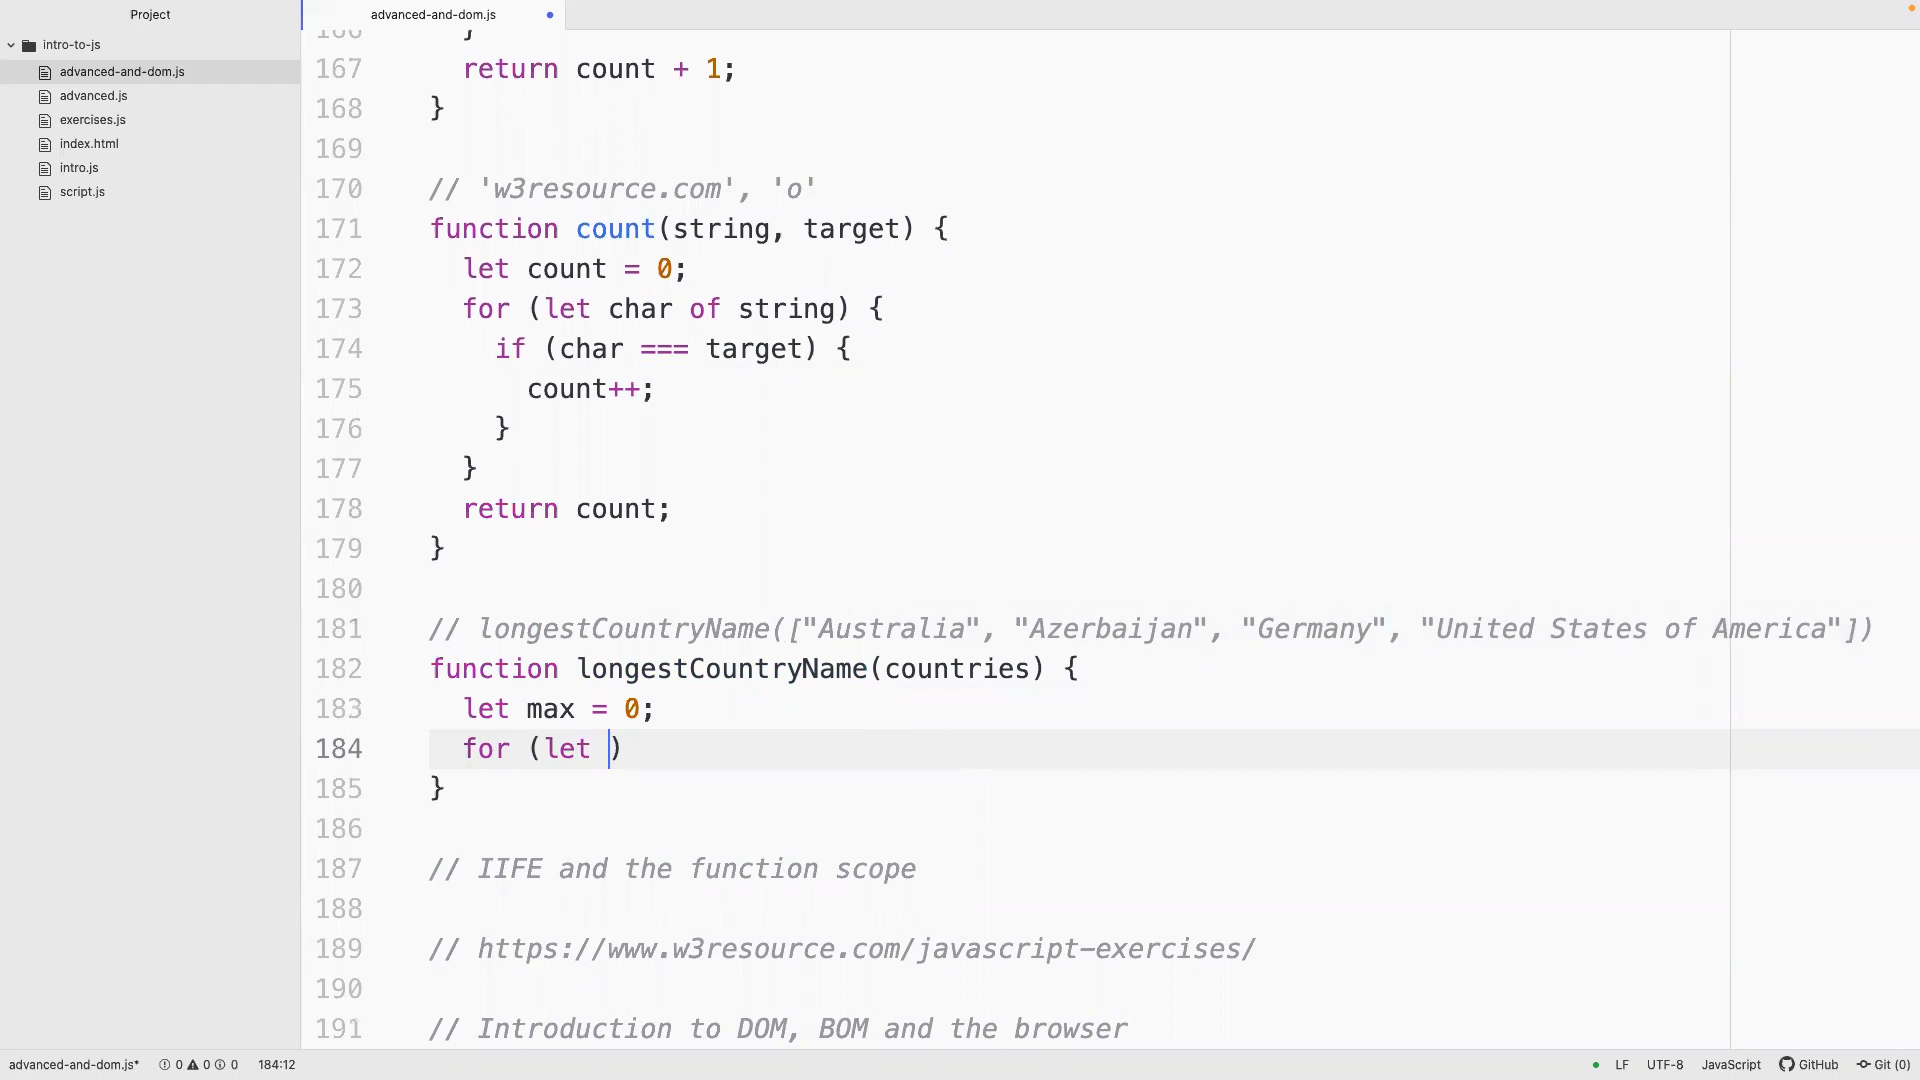 Project
advanced-and-dom.js
intro-to-js
advanced-and-dom.js
advanced.js
exercises.js
index.html
intro.js
script.js
166 }
167 return count + 1;
168 }
169
170 // 'w3resource.com', 'o'
171 function count(string, target) {
172 let count = 0;
173 for (let char of string) {
174 if (char === target) {
175 count++;
176 }
177 }
178 return count;
179 }
180
181 // longestCountryName(["Australia", "Azerbaijan", "Germany", "United States of America"])
182 function longestCountryName(countries) {
183 let max = 0;
184 for (let )
185 }
186
187 // IIFE and the function scope
188
189 // https://www.w3resource.com/javascript-exercises/
190
191 // Introduction to DOM, BOM and the browser
advanced-and-dom.js* 0 0 0 184:12 LF UTF-8 JavaScript GitHub Git (0)